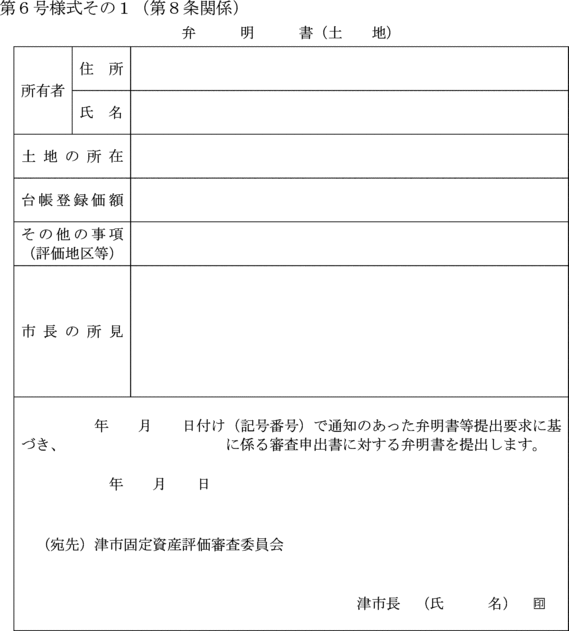 第６号様式その１（第８条関係）
弁　　明　　書（土　　地）
所有者
住　所
氏　名
土地の所在
台帳登録価額
その他の事項
（評価地区等）
市長の所見
年　　月　　日付け（記号番号）で通知のあった弁明書等提出要求に基
づき、　　　　　　　　　　　に係る審査申出書に対する弁明書を提出します。
年　　月　　日
（宛先）津市固定資産評価審査委員会
津市長　（氏　　　名）　印